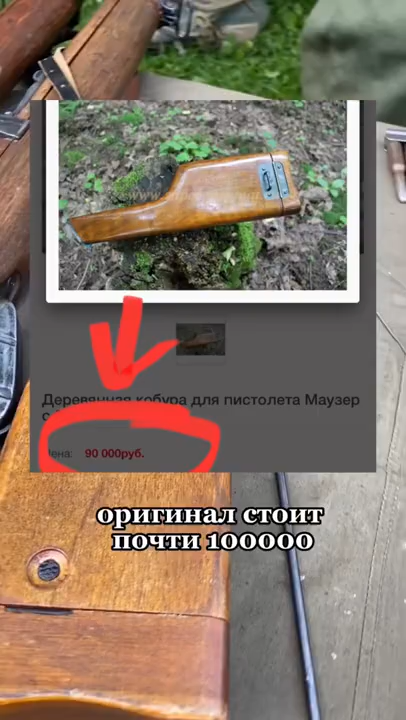 Деревянная кобура для пистолета Маузер
Цена: 90 000руб.
оригинал стоит
почти 100000